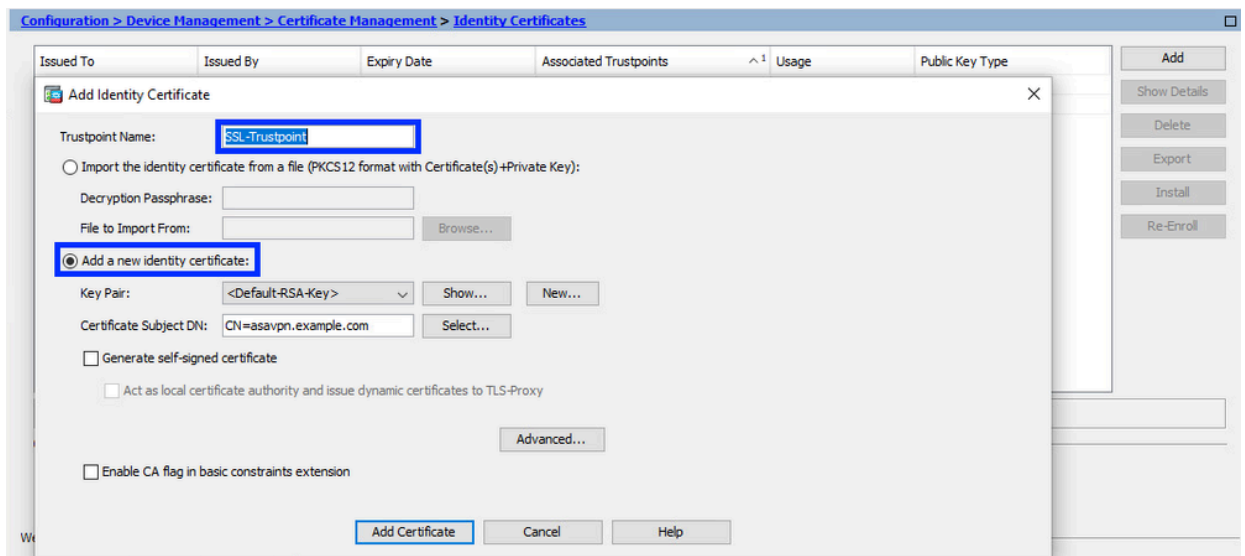 Configuration > Device Management > Certificate Management > Identity Certificates
Issued To Issued By Expiry Date Associated Trustpoints 1 Usage Public Key Type
Add
Show Details
Delete
Export
Install
Re-Enroll
Add Identity Certificate
Trustpoint Name: SSL-Trustpoint
Import the identity certificate from a file (PKCS12 format with Certificate(s)+Private Key):
Decryption Passphrase:
File to Import From: Browse...
Add a new identity certificate:
Key Pair: <Default-RSA-Key> Show... New...
Certificate Subject DN: CN=asavpn.example.com Select...
Generate self-signed certificate
Act as local certificate authority and issue dynamic certificates to TLS-Proxy
Advanced...
Enable CA flag in basic constraints extension
Add Certificate Cancel Help